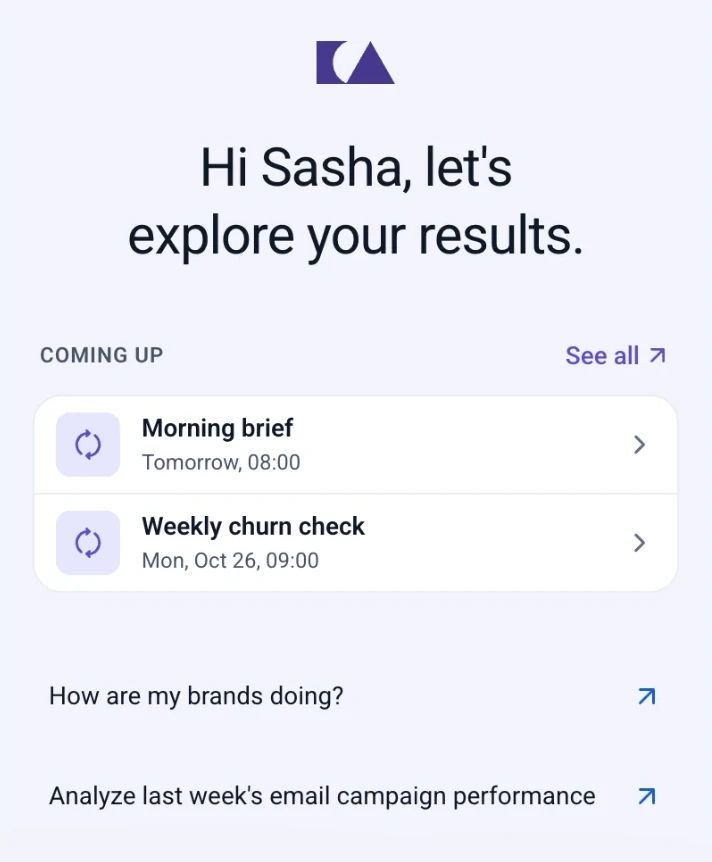 Hi Sasha, let's
explore your results.
COMING UP
See all
Morning brief
Tomorrow, 08:00
Weekly churn check
Mon, Oct 26, 09:00
How are my brands doing?
Analyze last week's email campaign performance